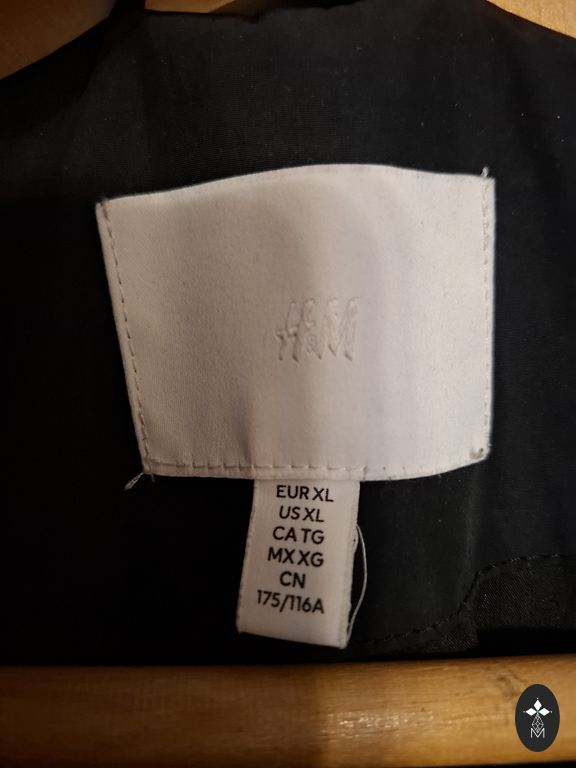 H&M
EUR XL
US XL
CA TG
MX XG
CN
175/116A
M